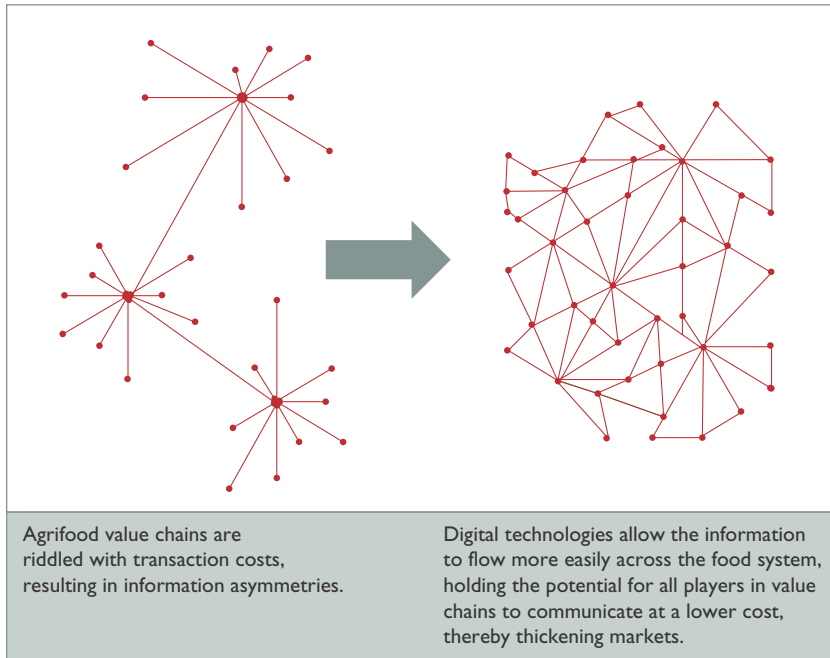 Agrifood value chains are
riddled with transaction costs,
resulting in information asymmetries.
Digital technologies allow the information
to flow more easily across the food system,
holding the potential for all players in value
chains to communicate at a lower cost,
thereby thickening markets.